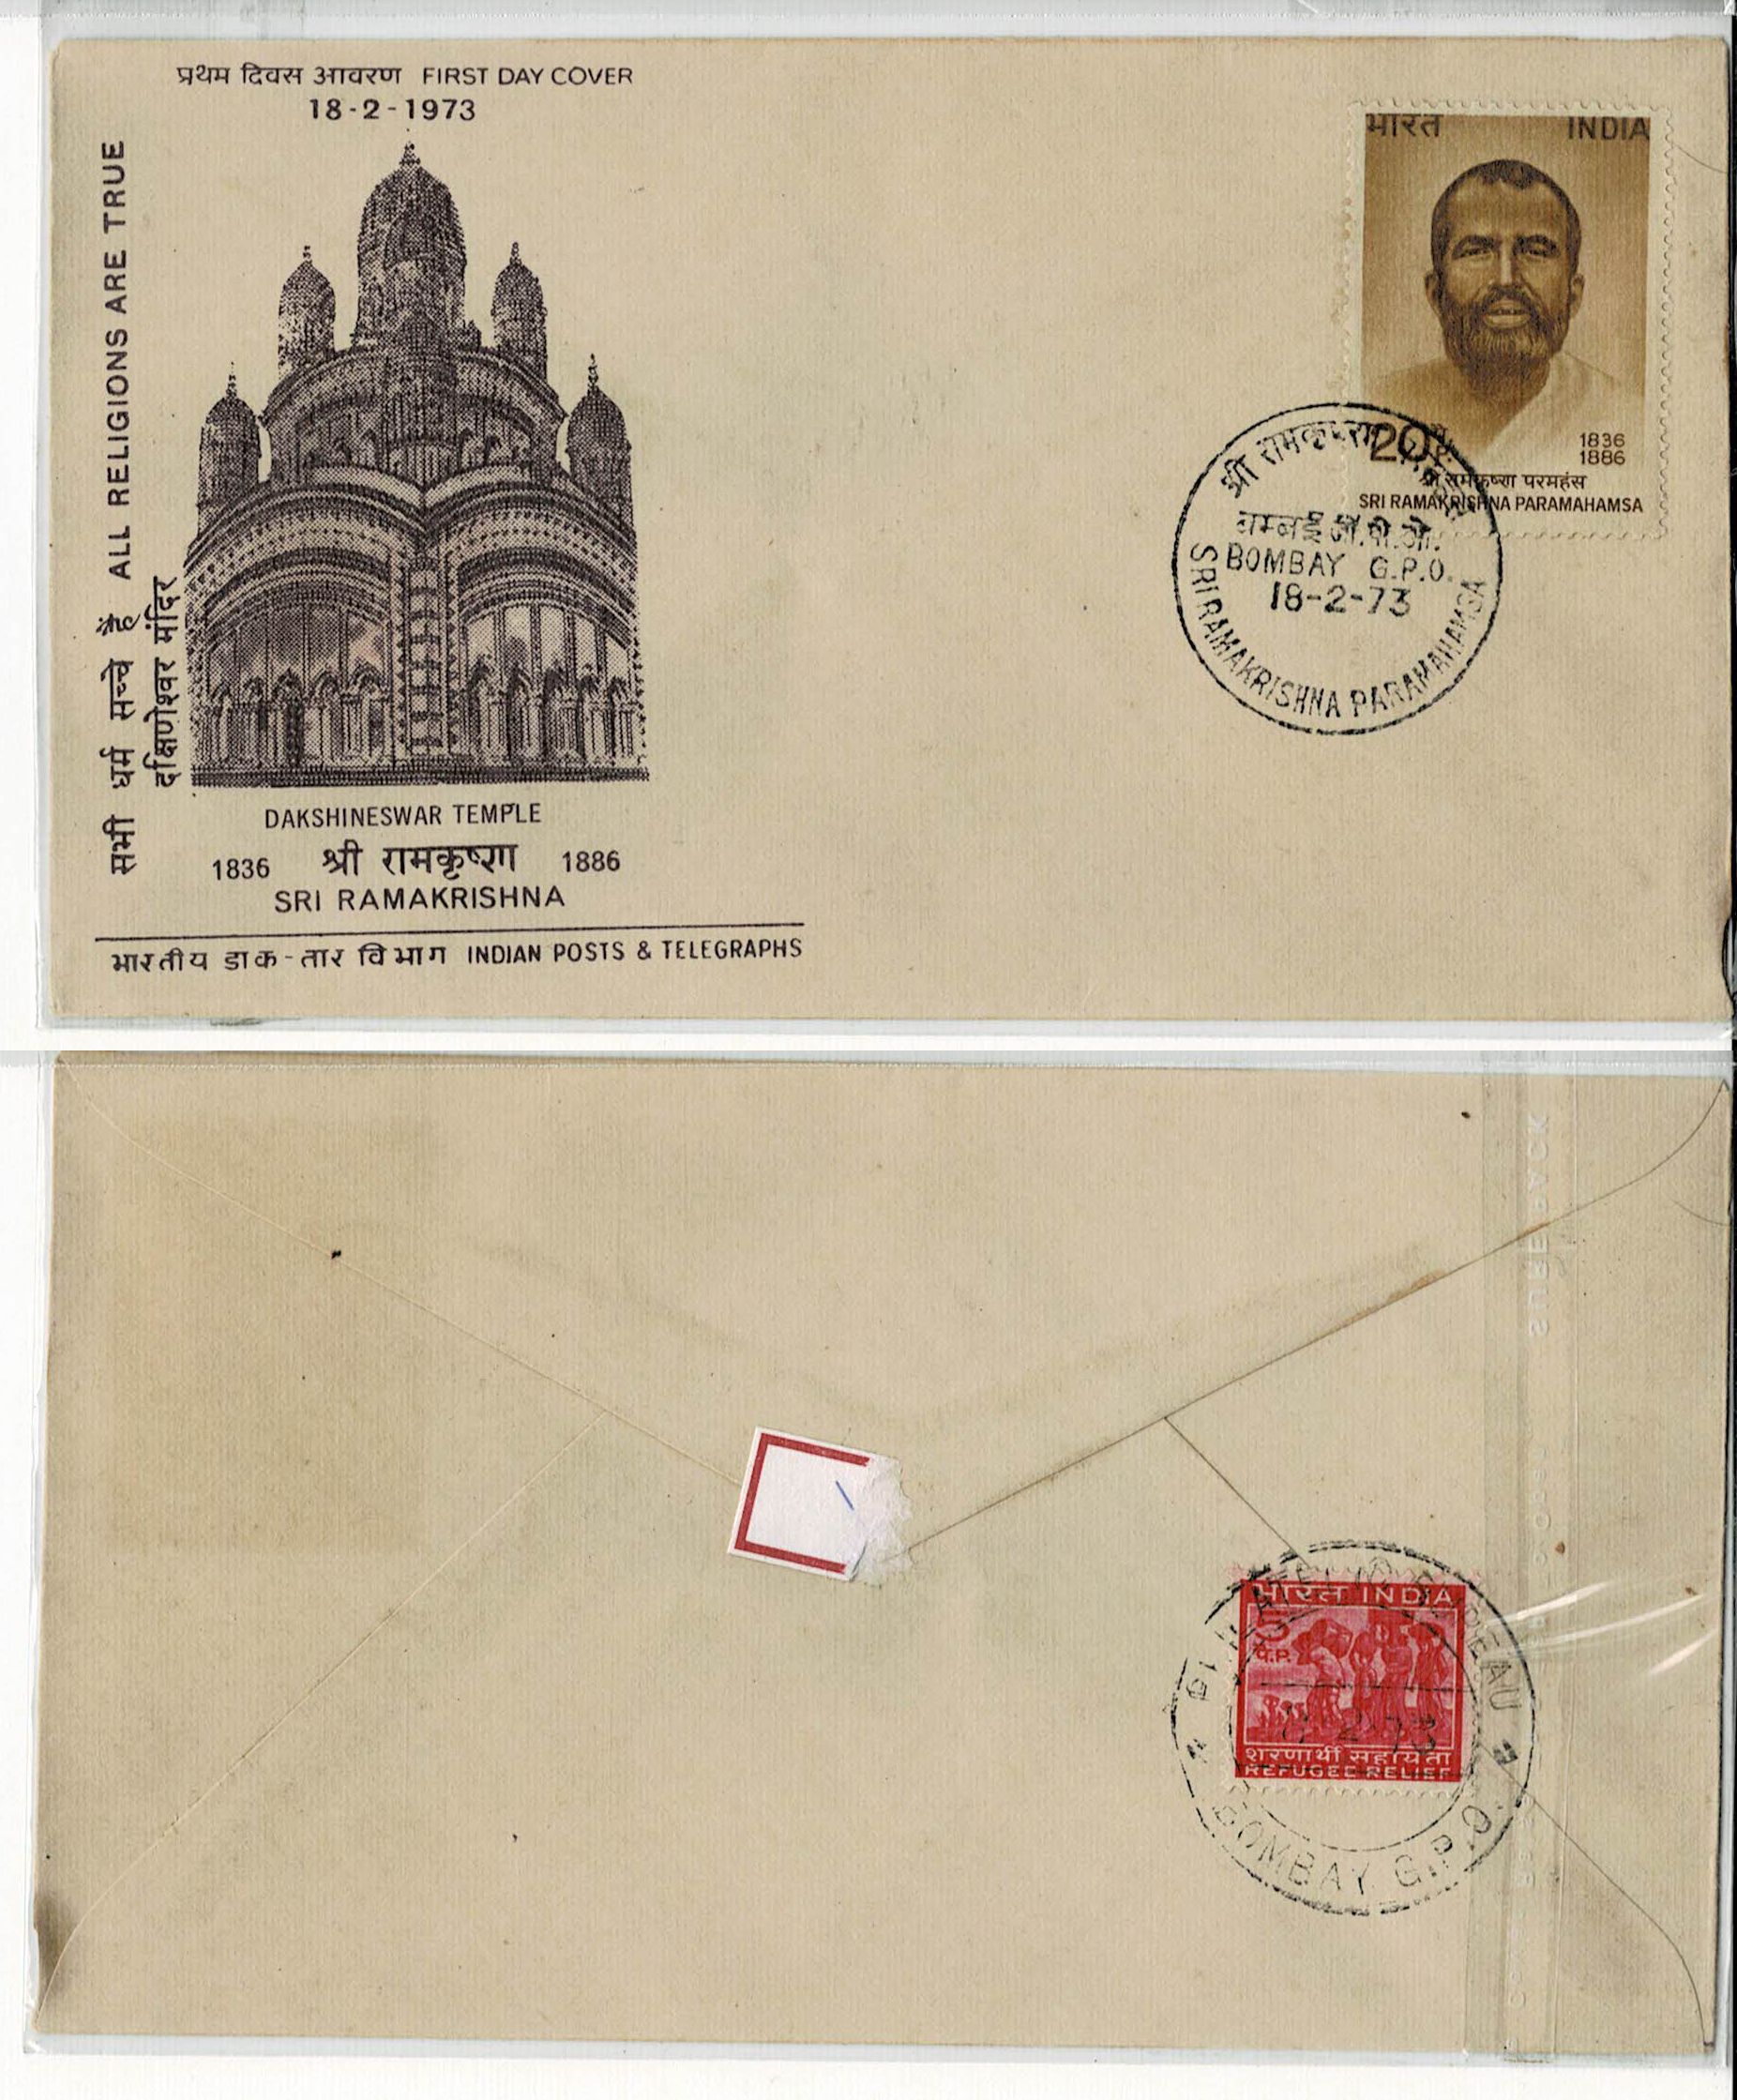 प्रथम दिवस आवरण FIRST DAY COVER
18-2-1973
सभी धर्म सच्चे हैं ALL RELIGIONS ARE TRUE
दक्षिणेश्वर मंदिर
DAKSHINESWAR TEMPLE
1836 श्री रामकृष्ण 1886
SRI RAMAKRISHNA
भारतीय डाक-तार विभाग INDIAN POSTS & TELEGRAPHS
भारत INDIA
20
1836
1886
श्री रामकृष्ण परमहंस
SRI RAMAKRISHNA PARAMAHAMSA
श्री रामकृष्ण
बम्बई जी.पी.ओ.
BOMBAY G.P.O.
18-2-73
SRI RAMAKRISHNA PARAMAHAMSA
भारत INDIA
5
प.P.
शरणार्थी सहायता
REFUGEE RELIEF
BUREAU
2 73
BOMBAY G.P.O.